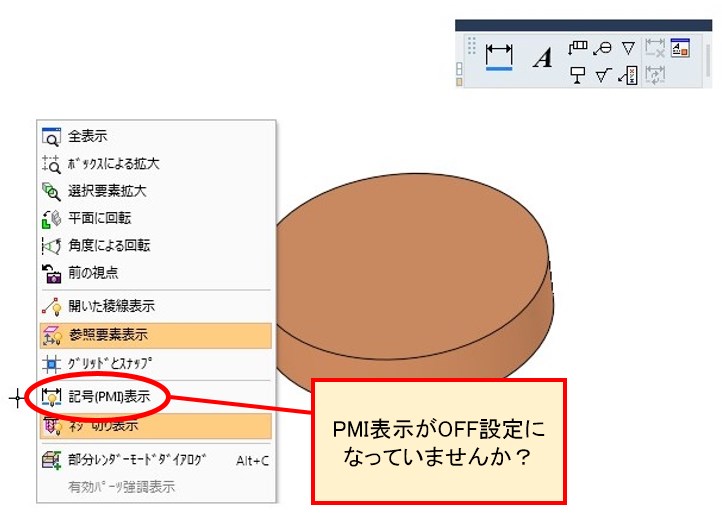 A
全表示
ﾎﾞｯｸｽによる拡大
選択要素拡大
平面に回転
角度による回転
前の視点
開いた稜線表示
参照要素表示
ｸﾞﾘｯﾄﾞとｽﾅｯﾌﾟ
記号(PMI)表示
ﾈｼﾞ切り表示
部分ﾚﾝﾀﾞｰﾓｰﾄﾞﾀﾞｲｱﾛｸﾞ Alt+C
有効ﾊﾟｰﾂ強調表示
PMI表示がOFF設定に
なっていませんか？